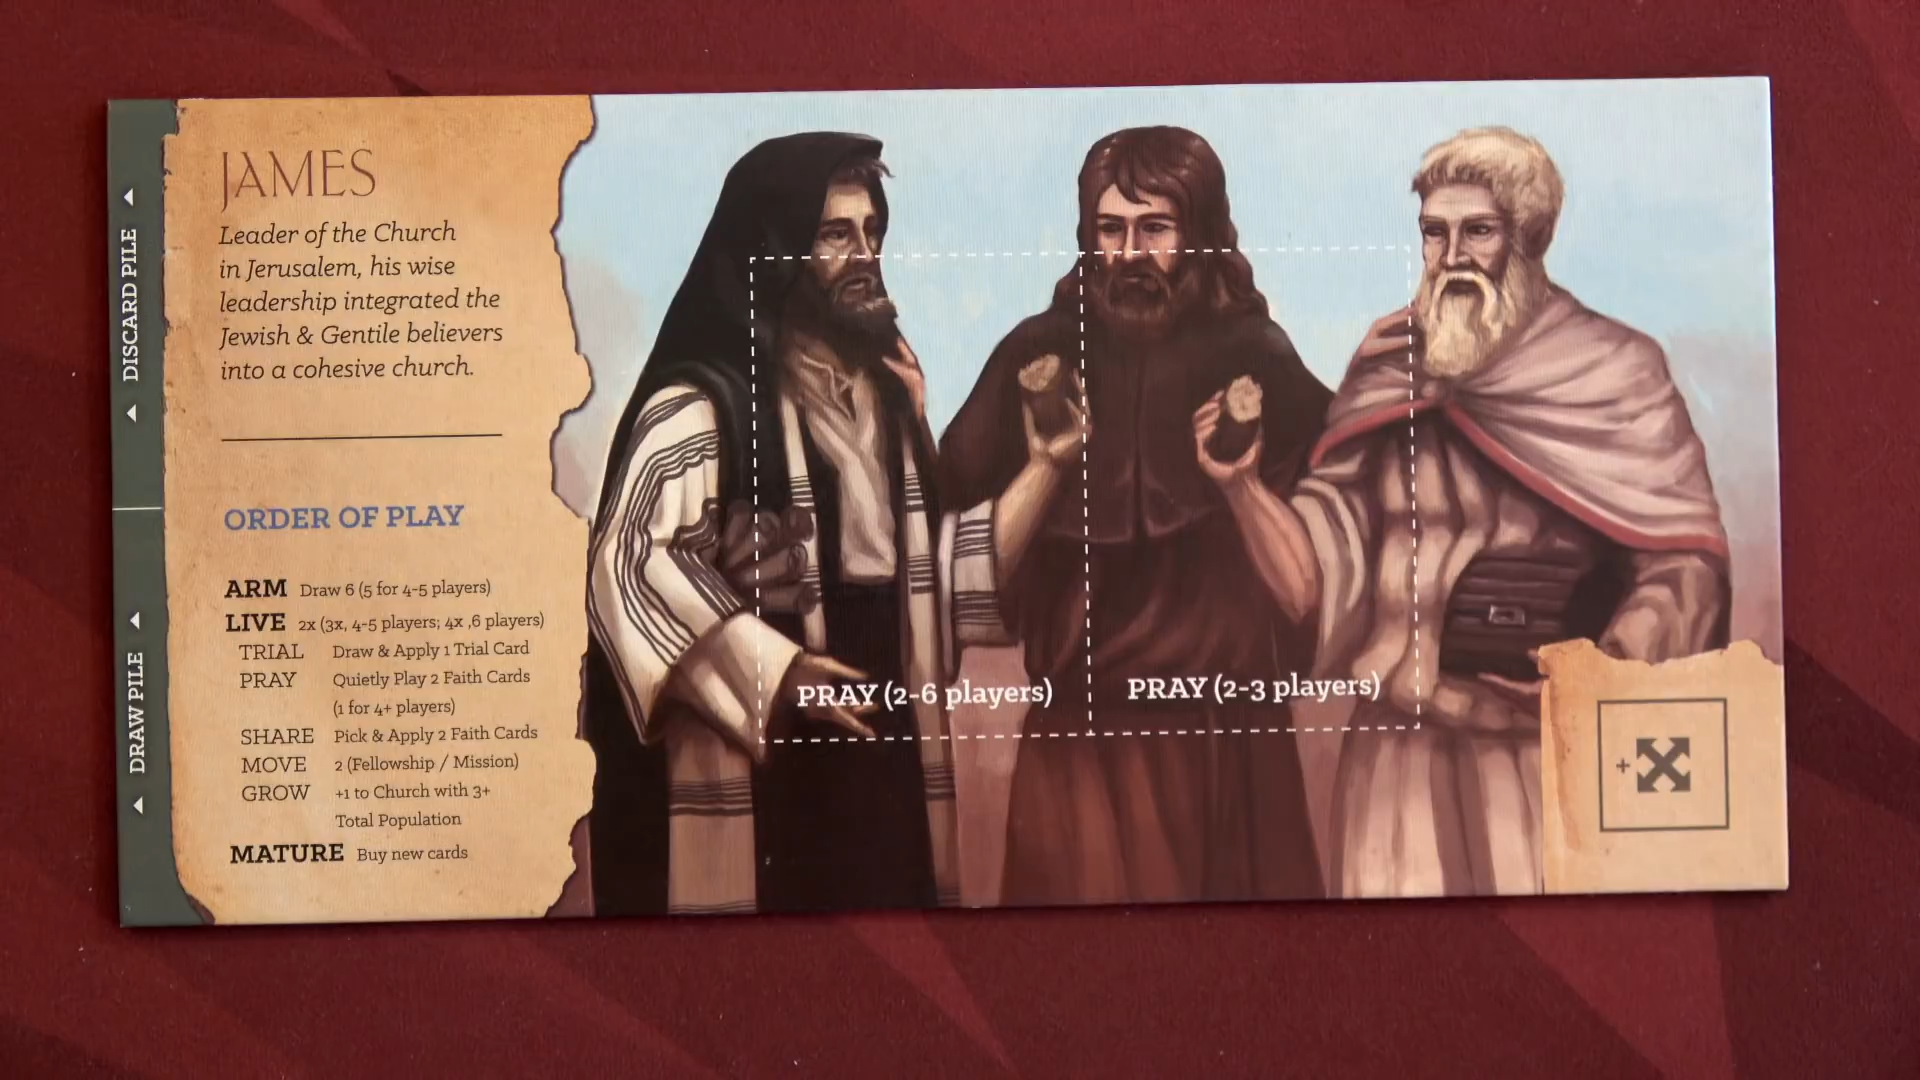 JAMES
Leader of the Church
in Jerusalem, his wise
leadership integrated the
Jewish & Gentile believers
into a cohesive church.
ORDER OF PLAY
ARM Draw 6 (5 for 4-5 players)
LIVE 2x (3x, 4-5 players; 4x ,6 players)
TRIAL Draw & Apply 1 Trial Card
PRAY Quietly Play 2 Faith Cards
(1 for 4+ players)
SHARE Pick & Apply 2 Faith Cards
MOVE 2 (Fellowship / Mission)
GROW +1 to Church with 3+
Total Population
MATURE Buy new cards
DISCARD PILE
DRAW PILE
PRAY (2-6 players)
PRAY (2-3 players)
+